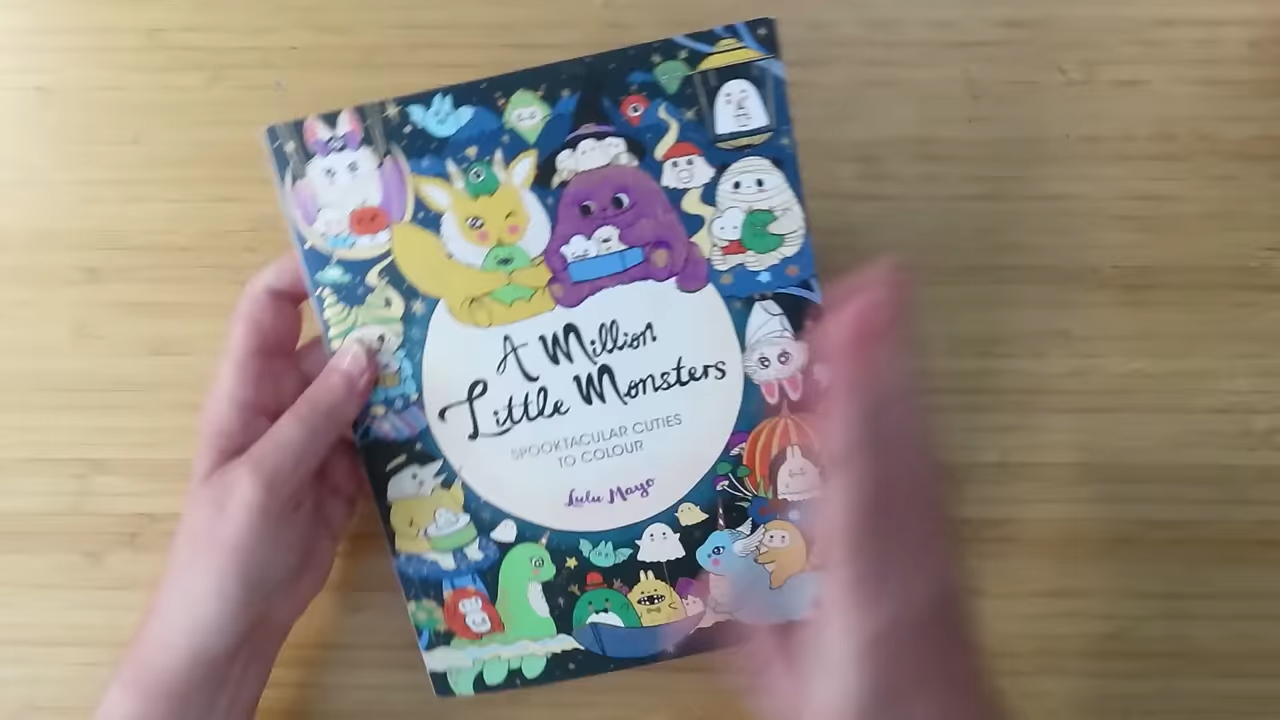 A Million
Little Monsters
SPOOKTACULAR CUTIES
TO COLOUR
Lulu Mayo